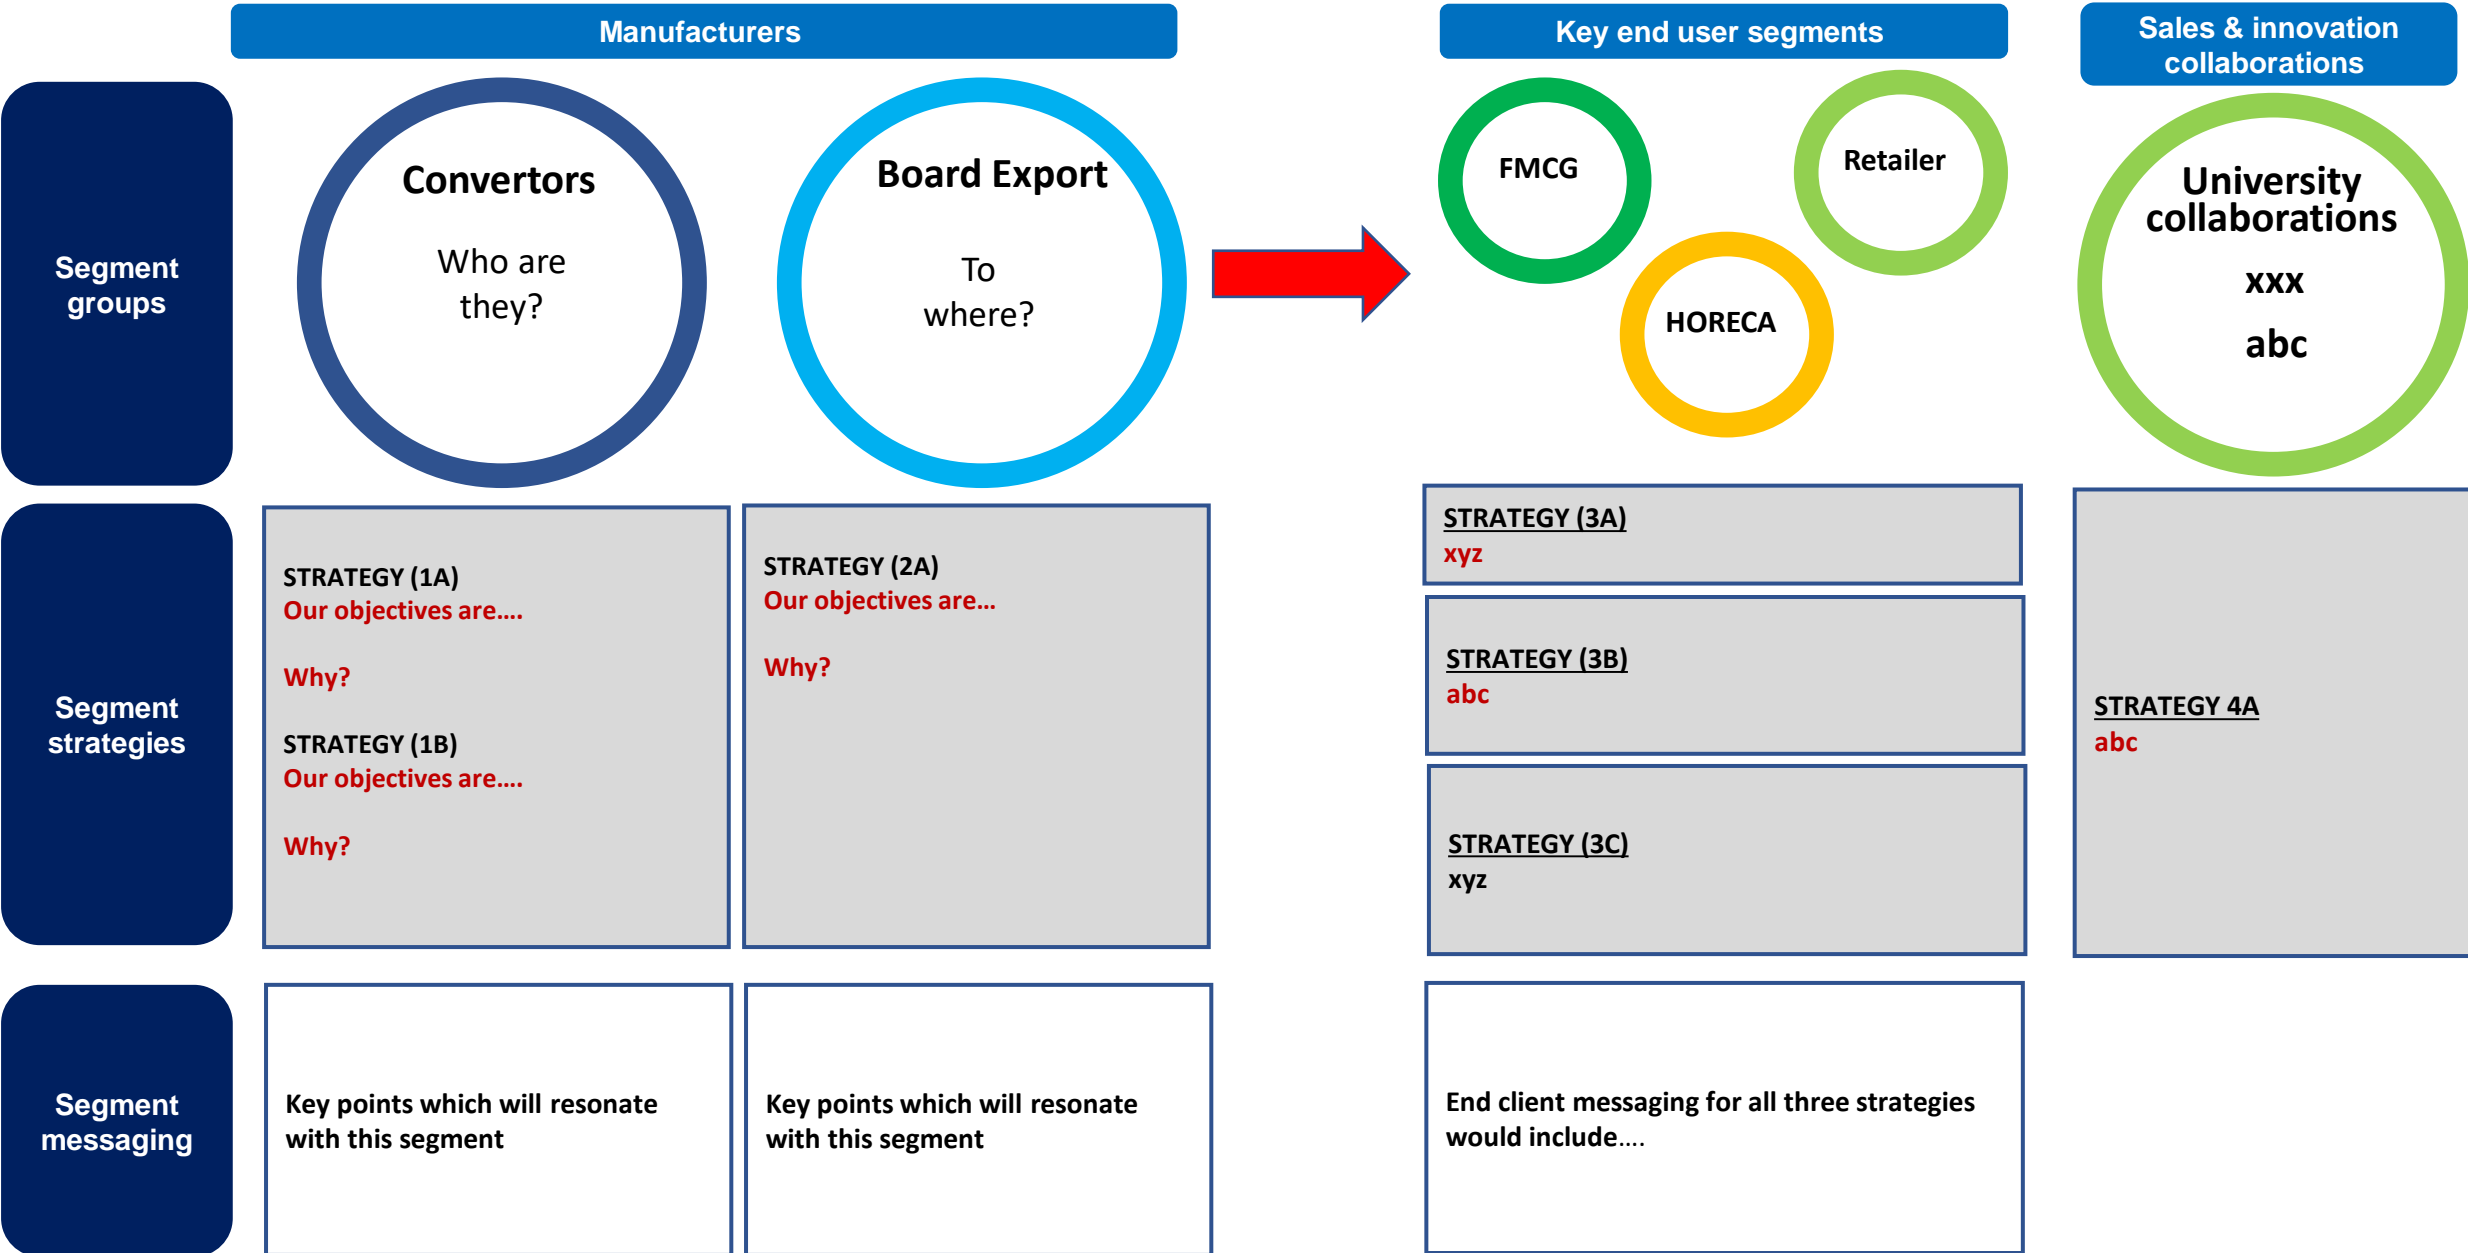 Manufacturers
Key end user segments
Sales & innovation
collaborations
Segment
groups
Convertors
Who are
they?
Board Export
To
where?
FMCG
Retailer
HORECA
University
collaborations
xxx
abc
Segment
strategies
STRATEGY (1A)
Our objectives are....
Why?
STRATEGY (1B)
Our objectives are....
Why?
STRATEGY (2A)
Our objectives are...
Why?
STRATEGY (3A)
xyz
STRATEGY (3B)
abc
STRATEGY (3C)
xyz
STRATEGY 4A
abc
Segment
messaging
Key points which will resonate
with this segment
Key points which will resonate
with this segment
End client messaging for all three strategies
would include....